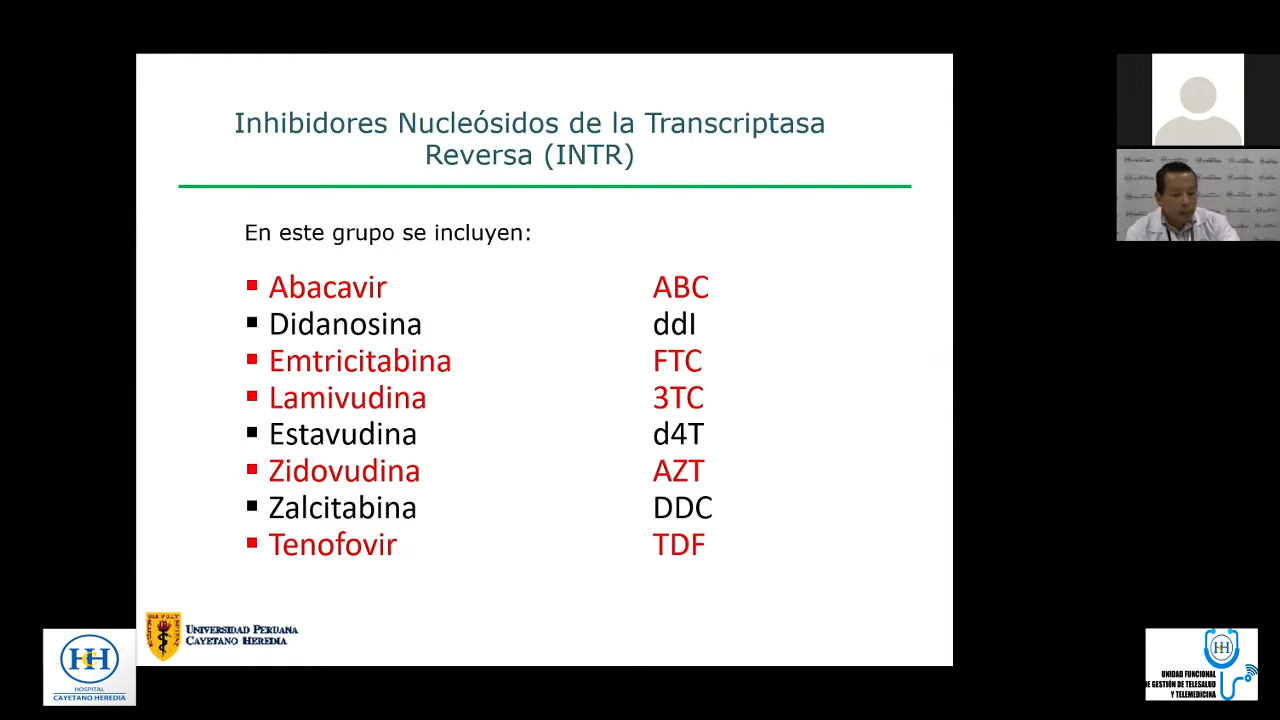 Inhibidores Nucleósidos de la Transcriptasa
Reversa (INTR)
En este grupo se incluyen:
Abacavir ABC
Didanosina ddI
Emtricitabina FTC
Lamivudina 3TC
Estavudina d4T
Zidovudina AZT
Zalcitabina DDC
Tenofovir TDF
UNIVERSIDAD PERUANA
CAYETANO HEREDIA
HOSPITAL
CAYETANO HEREDIA
UNIDAD FUNCIONAL
DE GESTIÓN DE TELESALUD
Y TELEMEDICINA